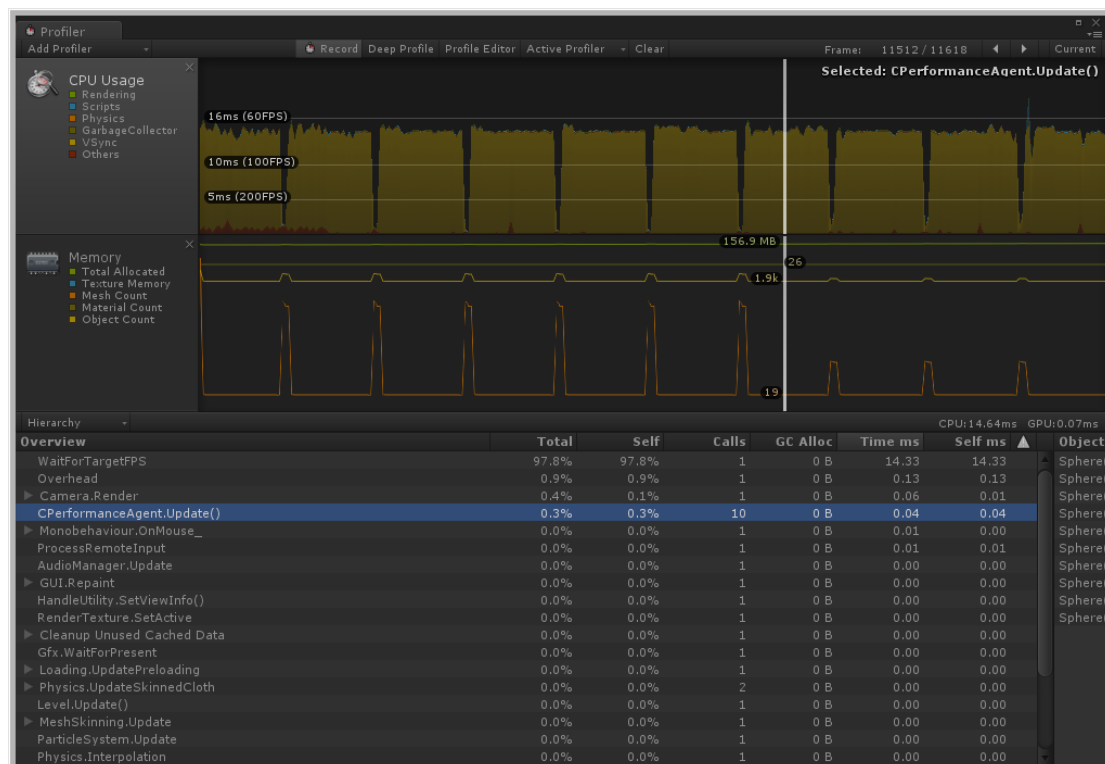 Profiler
Add Profiler Record Deep Profile Profile Editor Active Profiler Clear Frame: 11512 / 11618 Current
CPU Usage
Rendering
Scripts
Physics
GarbageCollector
VSync
Others
Selected: CPerformanceAgent.Update()
16ms (60FPS)
10ms (100FPS)
5ms (200FPS)
Memory
Total Allocated
Texture Memory
Mesh Count
Material Count
Object Count
156.9 MB
26
1.9k
19
Hierarchy CPU:14.64ms GPU:0.07ms
Overview Total Self Calls GC Alloc Time ms Self ms Object
WaitForTargetFPS 97.8% 97.8% 1 0 B 14.33 14.33 Sphere
Overhead 0.9% 0.9% 1 0 B 0.13 0.13 Sphere
Camera.Render 0.4% 0.1% 1 0 B 0.06 0.01 Sphere
CPerformanceAgent.Update() 0.3% 0.3% 10 0 B 0.04 0.04 Sphere
Monobehaviour.OnMouse_ 0.0% 0.0% 1 0 B 0.01 0.00 Sphere
ProcessRemoteInput 0.0% 0.0% 1 0 B 0.01 0.01 Sphere
AudioManager.Update 0.0% 0.0% 1 0 B 0.00 0.00 Sphere
GUI.Repaint 0.0% 0.0% 1 0 B 0.00 0.00 Sphere
HandleUtility.SetViewInfo() 0.0% 0.0% 1 0 B 0.00 0.00 Sphere
RenderTexture.SetActive 0.0% 0.0% 1 0 B 0.00 0.00 Sphere
Cleanup Unused Cached Data 0.0% 0.0% 1 0 B 0.00 0.00
Gfx.WaitForPresent 0.0% 0.0% 1 0 B 0.00 0.00
Loading.UpdatePreloading 0.0% 0.0% 1 0 B 0.00 0.00
Physics.UpdateSkinnedCloth 0.0% 0.0% 2 0 B 0.00 0.00
Level.Update() 0.0% 0.0% 1 0 B 0.00 0.00
MeshSkinning.Update 0.0% 0.0% 1 0 B 0.00 0.00
ParticleSystem.Update 0.0% 0.0% 1 0 B 0.00 0.00
Physics.Interpolation 0.0% 0.0% 1 0 B 0.00 0.00